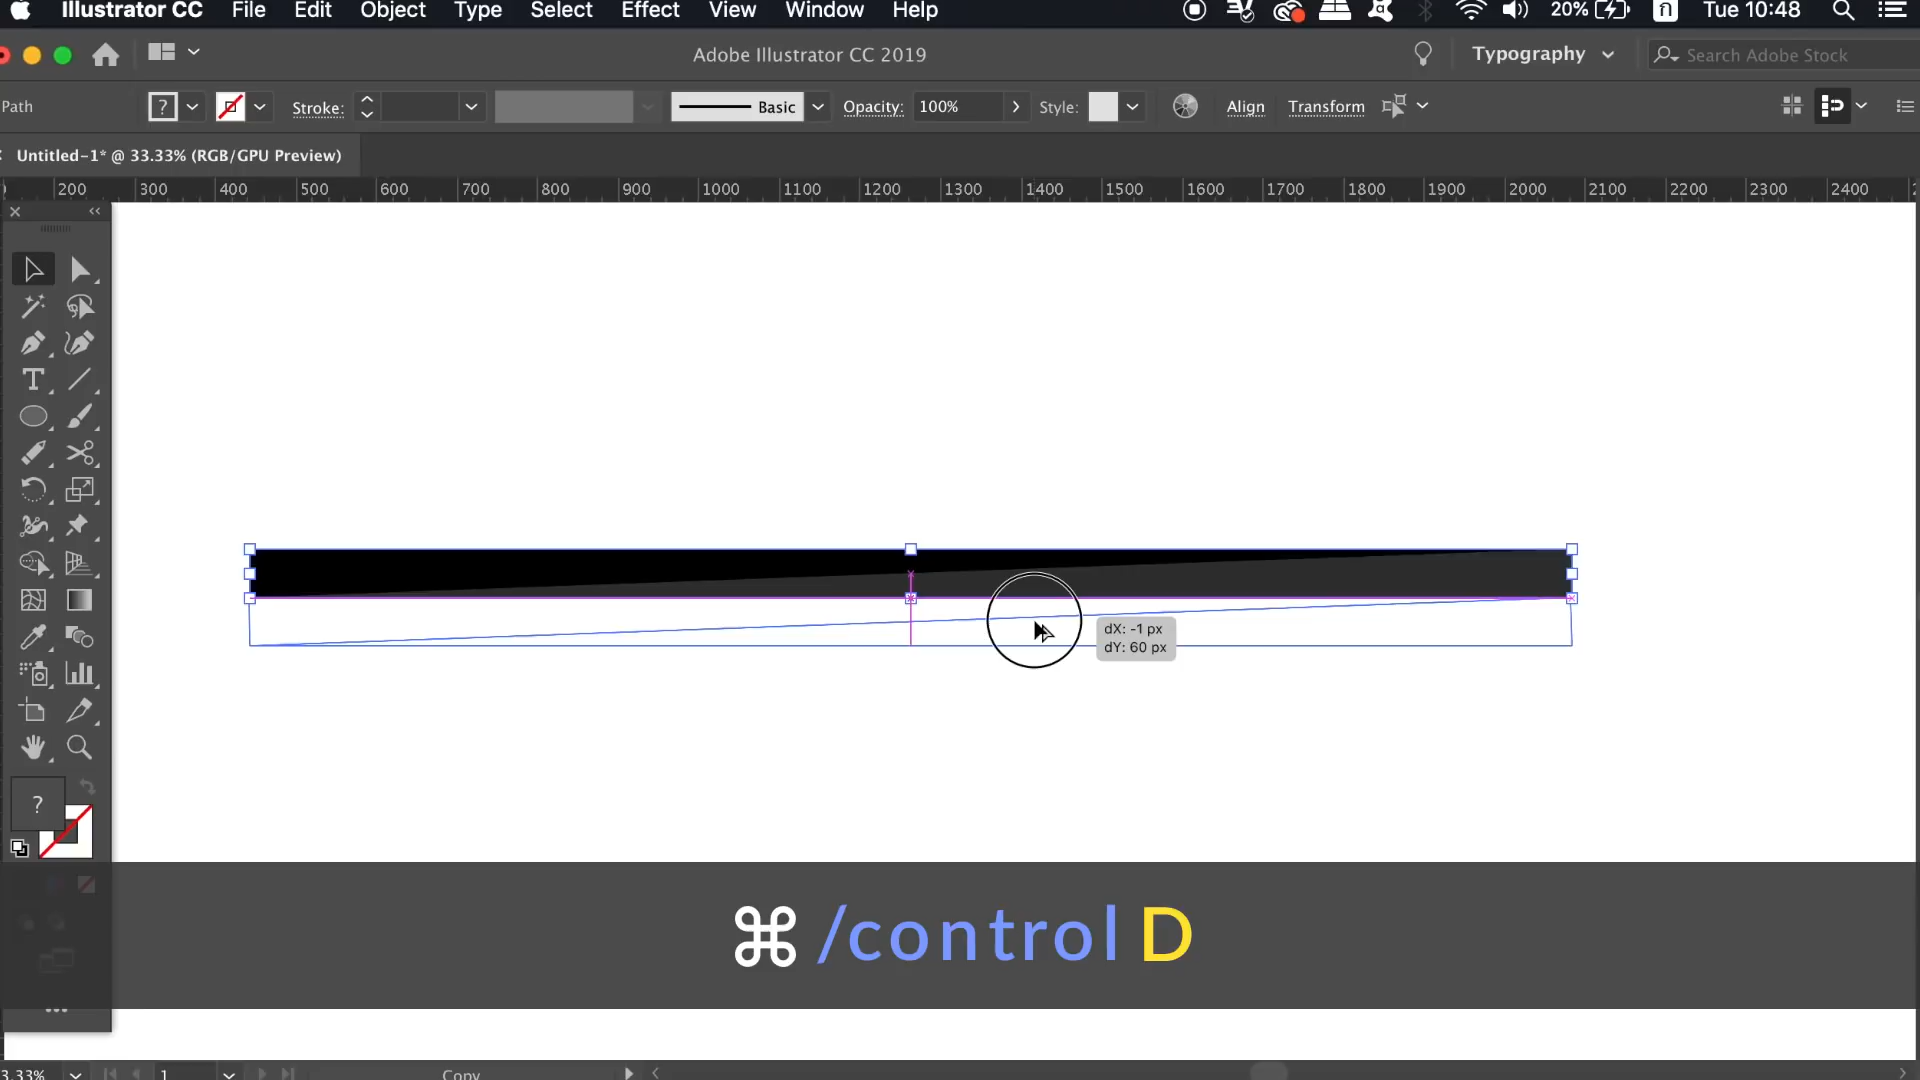 Illustrator CC File Edit Object Type Select Effect View Window Help 20% Tue 10:48
Adobe Illustrator CC 2019 Typography Search Adobe Stock
Path ? Stroke: Basic Opacity: 100% Style: Align Transform
Untitled-1* @ 33.33% (RGB/GPU Preview)
200 300 400 500 600 700 800 900 1000 1100 1200 1300 1400 1500 1600 1700 1800 1900 2000 2100 2200 2300 2400
dX: -1 px
dY: 60 px
?
⌘ /control D
3.33% 1 Copy